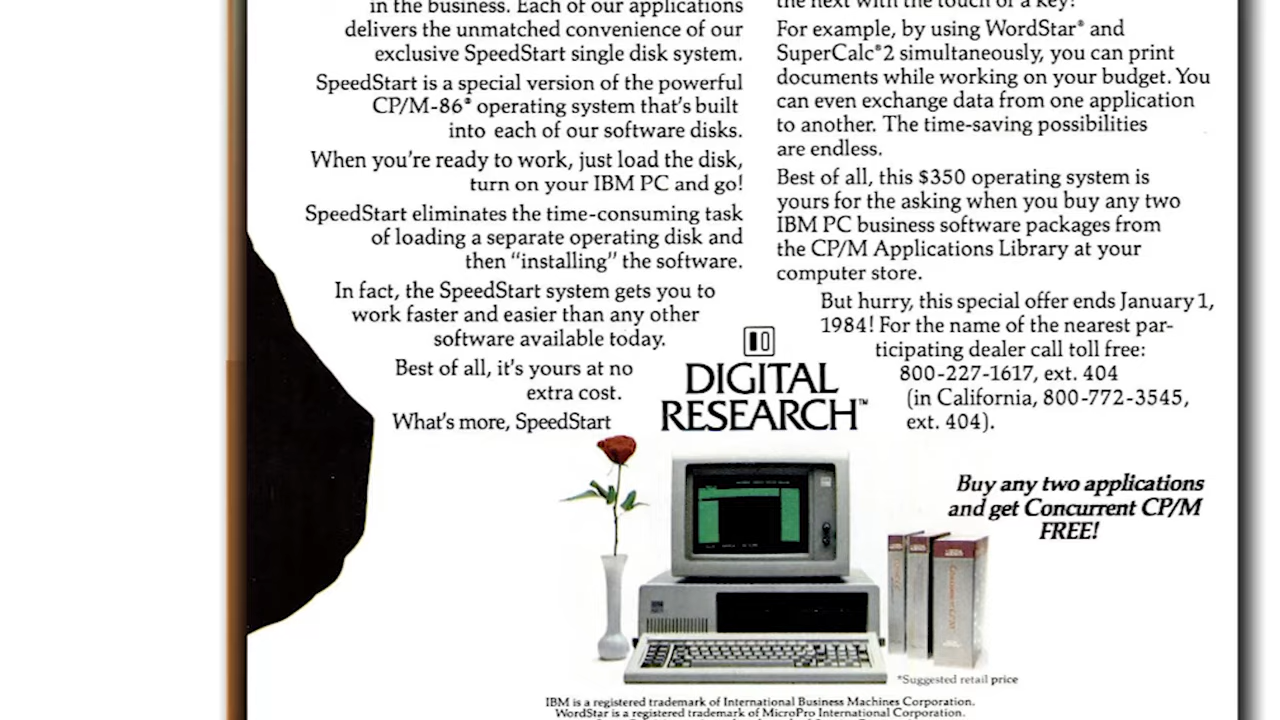 in the business. Each of our applications
delivers the unmatched convenience of our
exclusive SpeedStart single disk system.
SpeedStart is a special version of the powerful
CP/M-86® operating system that's built
into each of our software disks.
When you're ready to work, just load the disk,
turn on your IBM PC and go!
SpeedStart eliminates the time-consuming task
of loading a separate operating disk and
then "installing" the software.
In fact, the SpeedStart system gets you to
work faster and easier than any other
software available today.
Best of all, it's yours at no
extra cost.
What's more, SpeedStart
the next with the touch of a key!
For example, by using WordStar® and
SuperCalc®2 simultaneously, you can print
documents while working on your budget. You
can even exchange data from one application
to another. The time-saving possibilities
are endless.
Best of all, this $350 operating system is
yours for the asking when you buy any two
IBM PC business software packages from
the CP/M Applications Library at your
computer store.
But hurry, this special offer ends January 1,
1984! For the name of the nearest par-
ticipating dealer call toll free:
800-227-1617, ext. 404
(in California, 800-772-3545,
ext. 404).
DIGITAL
RESEARCH™
Buy any two applications
and get Concurrent CP/M
FREE!
*Suggested retail price
IBM is a registered trademark of International Business Machines Corporation.
WordStar is a registered trademark of MicroPro International Corporation.